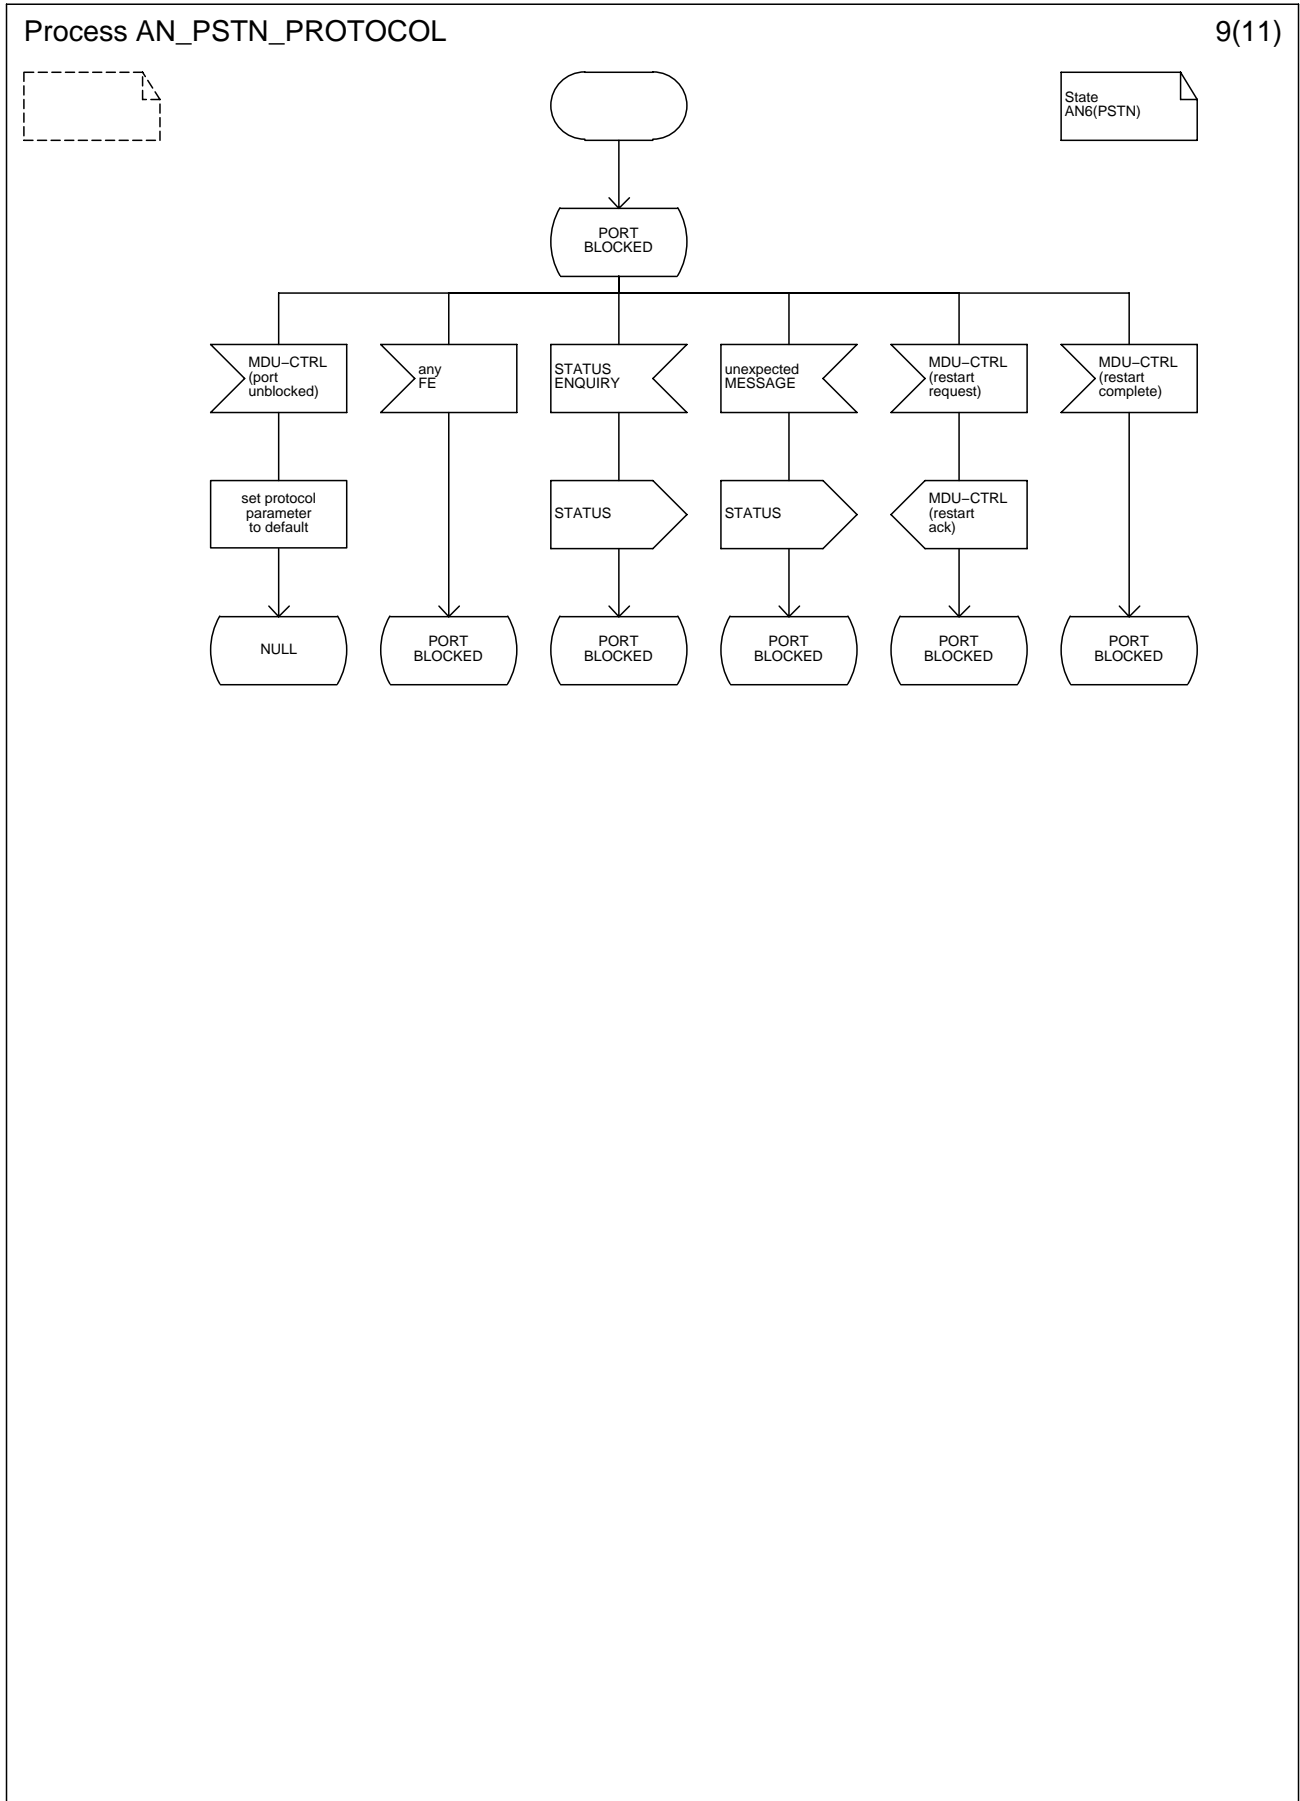 Process AN_PSTN_PROTOCOL
9(11)
State
AN6(PSTN)
PORT
BLOCKED
MDU−CTRL
(port
unblocked)
any
FE
STATUS
ENQUIRY
unexpected
MESSAGE
MDU−CTRL
(restart
request)
MDU−CTRL
(restart
complete)
set protocol
parameter
to default
STATUS
STATUS
MDU−CTRL
(restart
ack)
NULL
PORT
BLOCKED
PORT
BLOCKED
PORT
BLOCKED
PORT
BLOCKED
PORT
BLOCKED